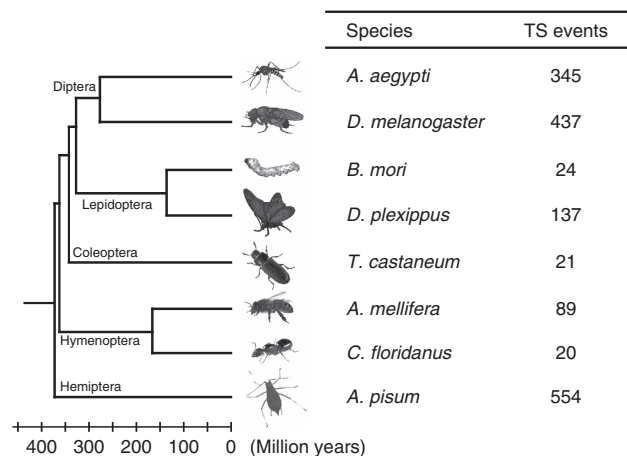 Species TS events
Diptera
A. aegypti 345
D. melanogaster 437
B. mori 24
Lepidoptera
D. plexippus 137
Coleoptera
T. castaneum 21
A. mellifera 89
Hymenoptera
C. floridanus 20
Hemiptera
A. pisum 554
400 300 200 100 0 (Million years)